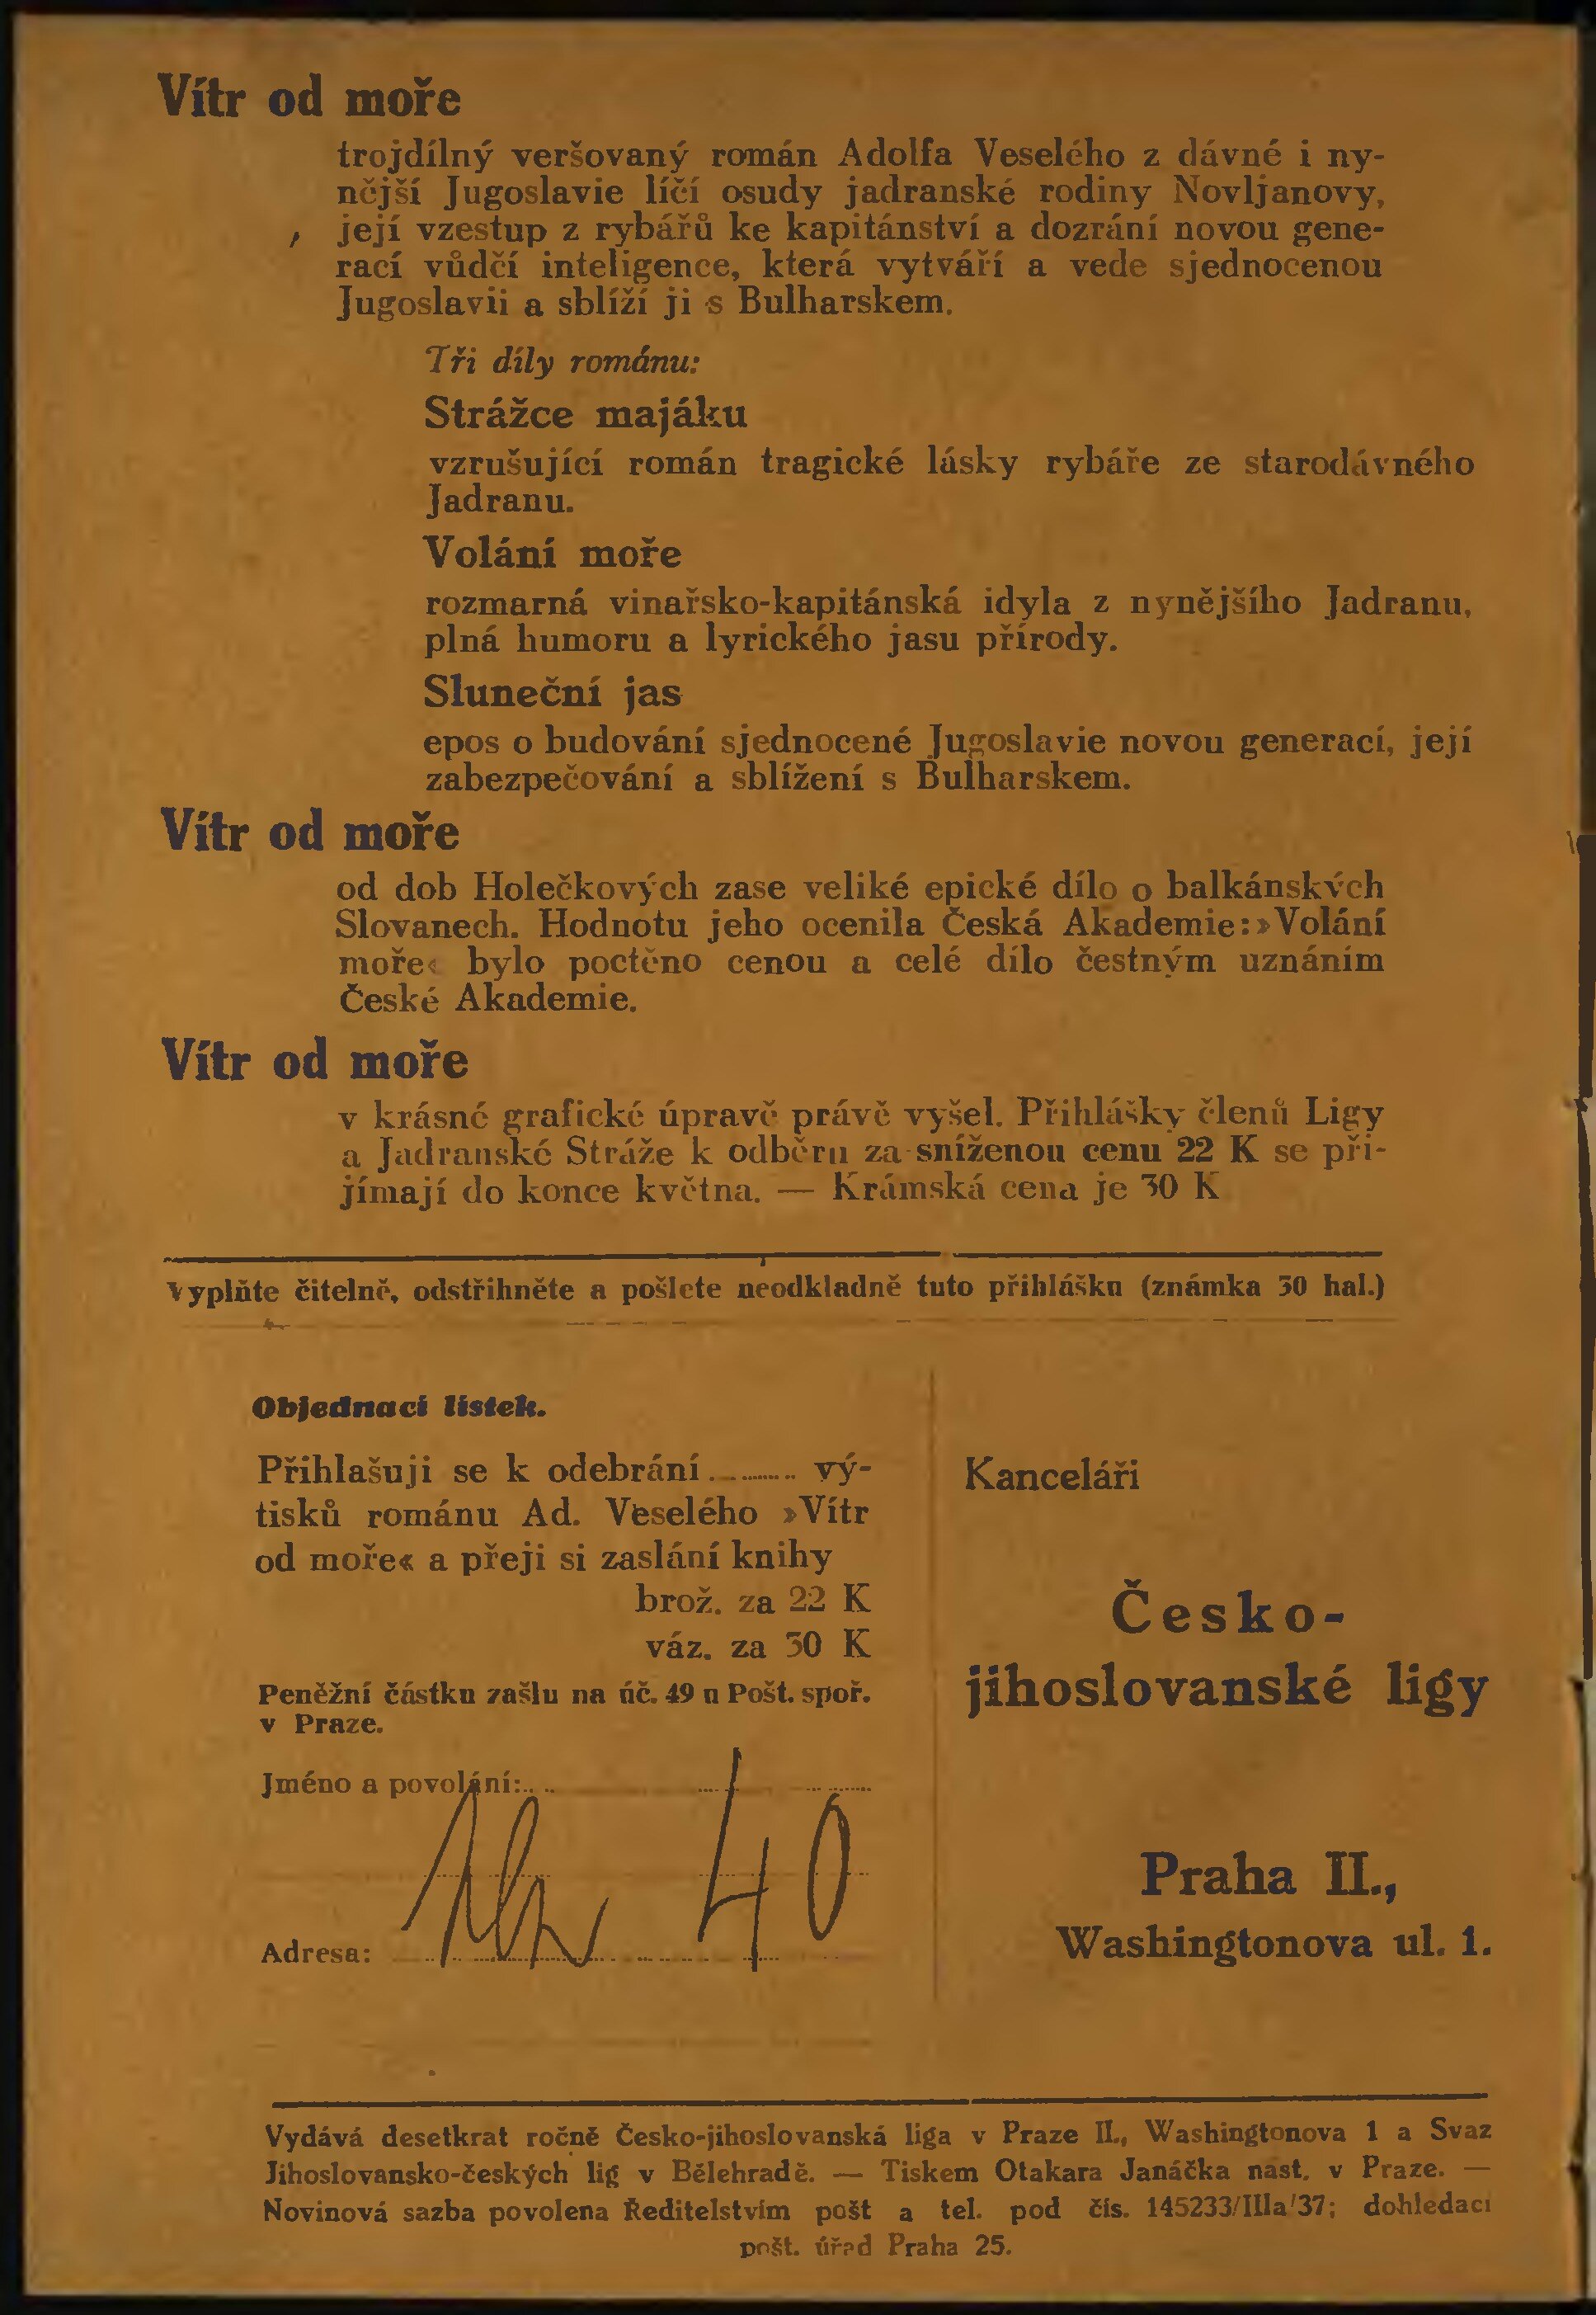 Vítr od moře
trojdílný veršovaný román Adolfa Veselého z dávné i ny-
nější Jugoslavie líčí osudy jadranské rodiny Novljanovy,
její vzestup z rybářů ke kapitánství a dozrání novou gene-
rací vůdčí inteligence, která vytváří a vede sjednocenou
Jugoslavii a sblíží ji s Bulharskem.
Tři díly románu:
Strážce majáku
vzrušující román tragické lásky rybáře ze starodávného
Jadranu.
Volání moře
rozmarná vinařsko-kapitánská idyla z nynějšího Jadranu,
plná humoru a lyrického jasu přírody.
Sluneční jas
epos o budování sjednocené Jugoslavie novou generací, její
zabezpečování a sblížení s Bulharskem.
Vítr od moře
od dob Holečkových zase veliké epické dílo o balkánských
Slovanech. Hodnotu jeho ocenila Česká Akademie: »Volání
moře« bylo poctěno cenou a celé dílo čestným uznáním
České Akademie.
Vítr od moře
v krásné grafické úpravě právě vyšel. Přihlášky členů Ligy
a Jadranské Stráže k odběru za sníženou cenu 22 K se při-
jímají do konce května. — Krámská cena je 30 K
Vyplňte čitelně, odstřihněte a pošlete neodkladně tuto přihlášku (známka 30 hal.)
Objednací lístek.
Přihlašuji se k odebrání ........ vý-
tisků románu Ad. Veselého »Vítr
od moře« a přeji si zaslání knihy
brož. za 22 K
váz. za 30 K
Peněžní částku zašlu na úč. 49 u Pošt. spoř.
v Praze.
Jméno a povolání:
40
Adresa:
Kanceláři
Česko-
jihoslovanské ligy
Praha II.,
Washingtonova ul. 1.
Vydává desetkrat ročně Česko-jihoslovanská liga v Praze II., Washingtonova 1 a Svaz
Jihoslovansko-českých lig v Bělehradě. — Tiskem Otakara Janáčka nást. v Praze. —
Novinová sazba povolena Ředitelstvím pošt a tel. pod čís. 145233/IIIa/37; dohledací
pošt. úřad Praha 25.